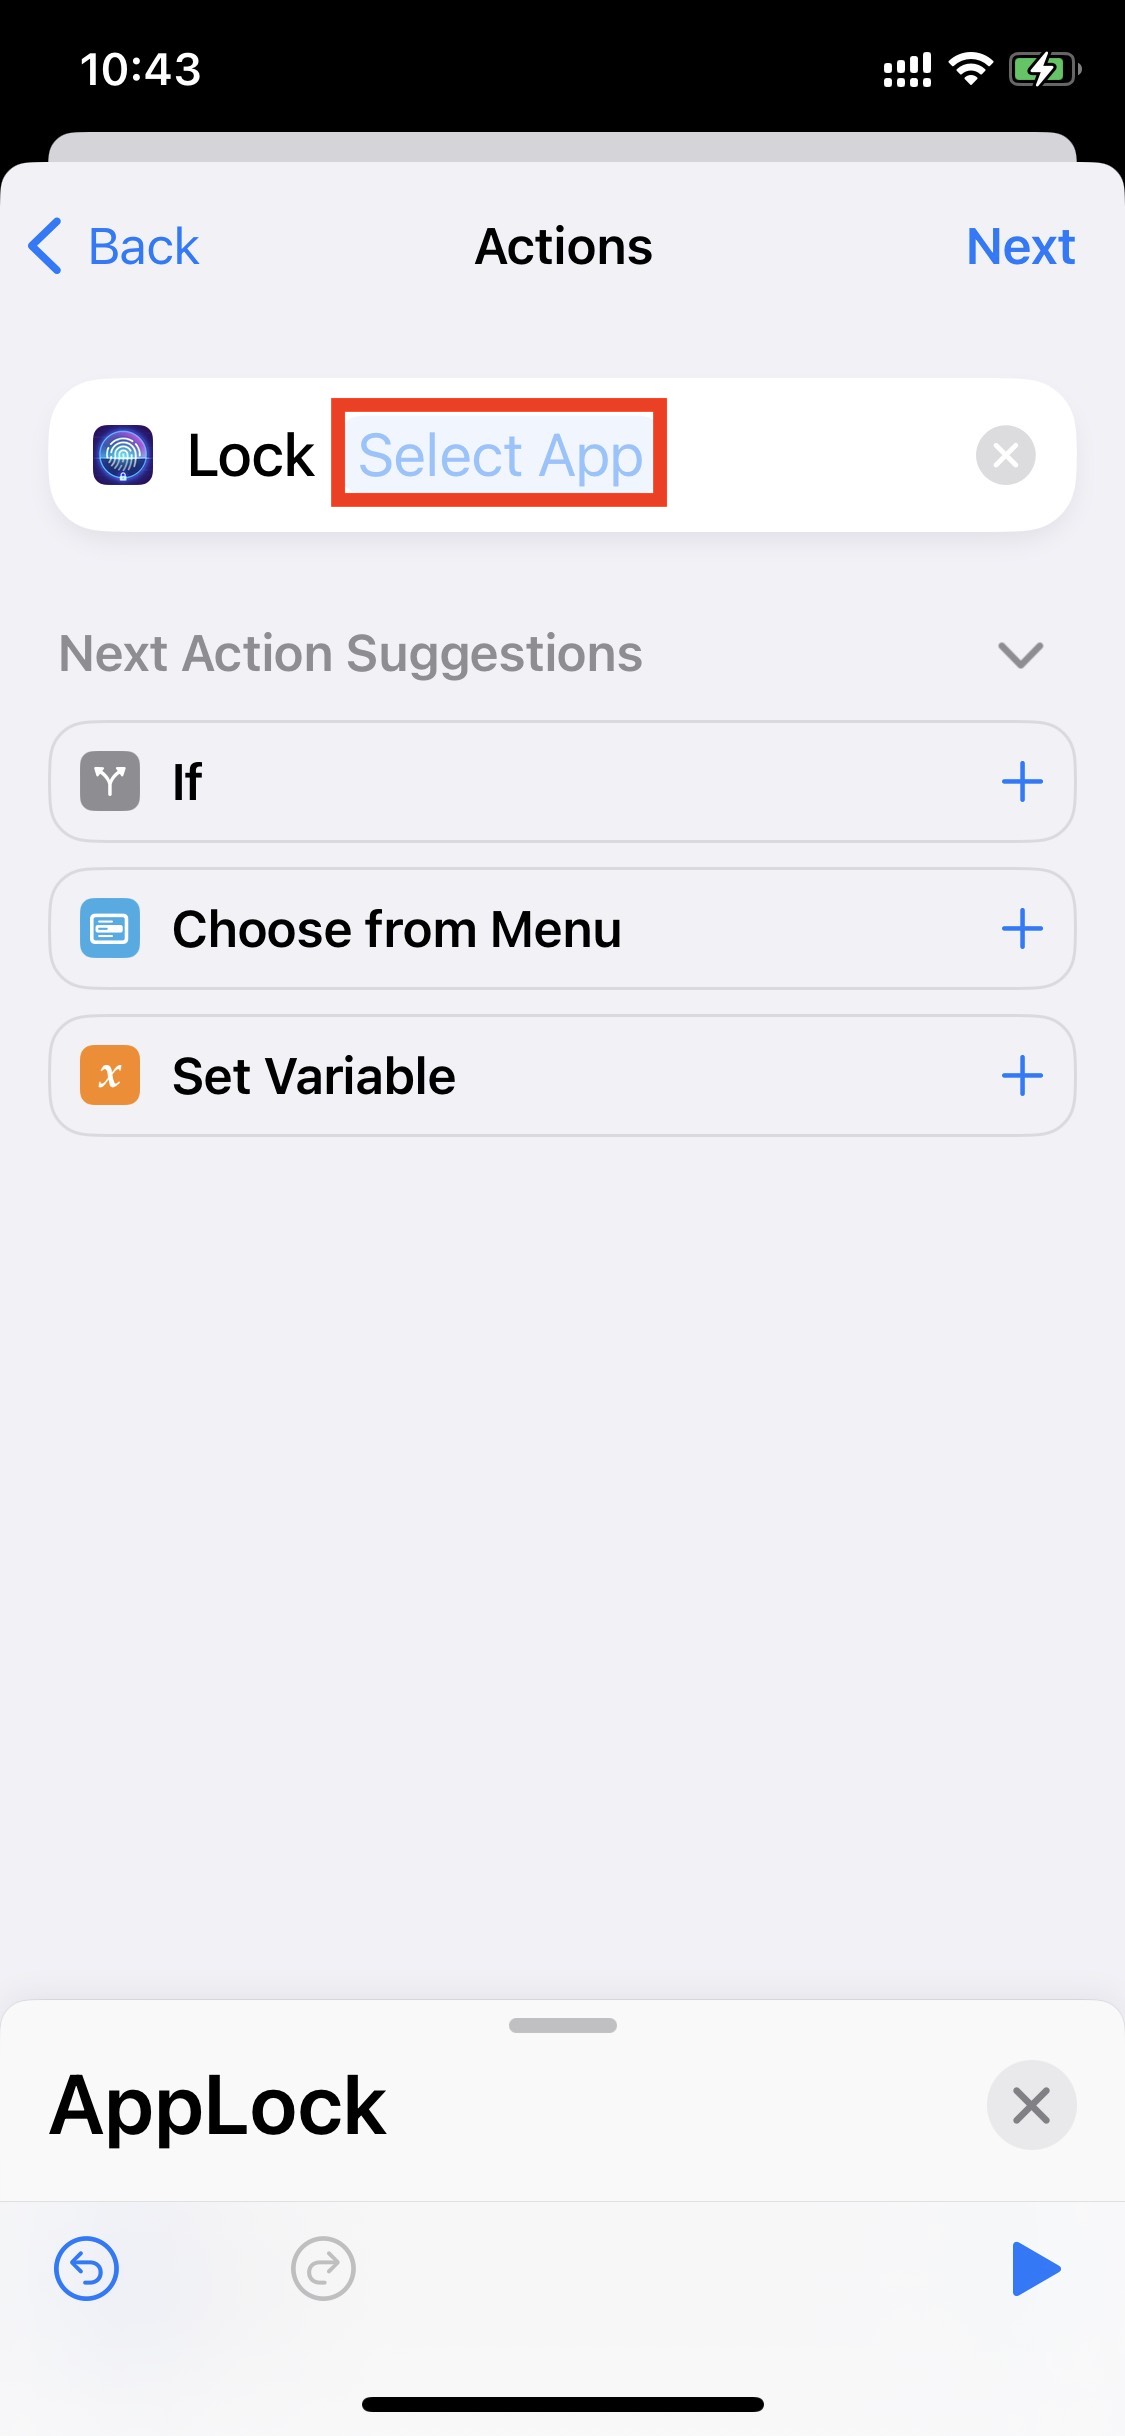 10:43
Back Actions Next
Lock Select App
Next Action Suggestions
If
Choose from Menu
x Set Variable
AppLock